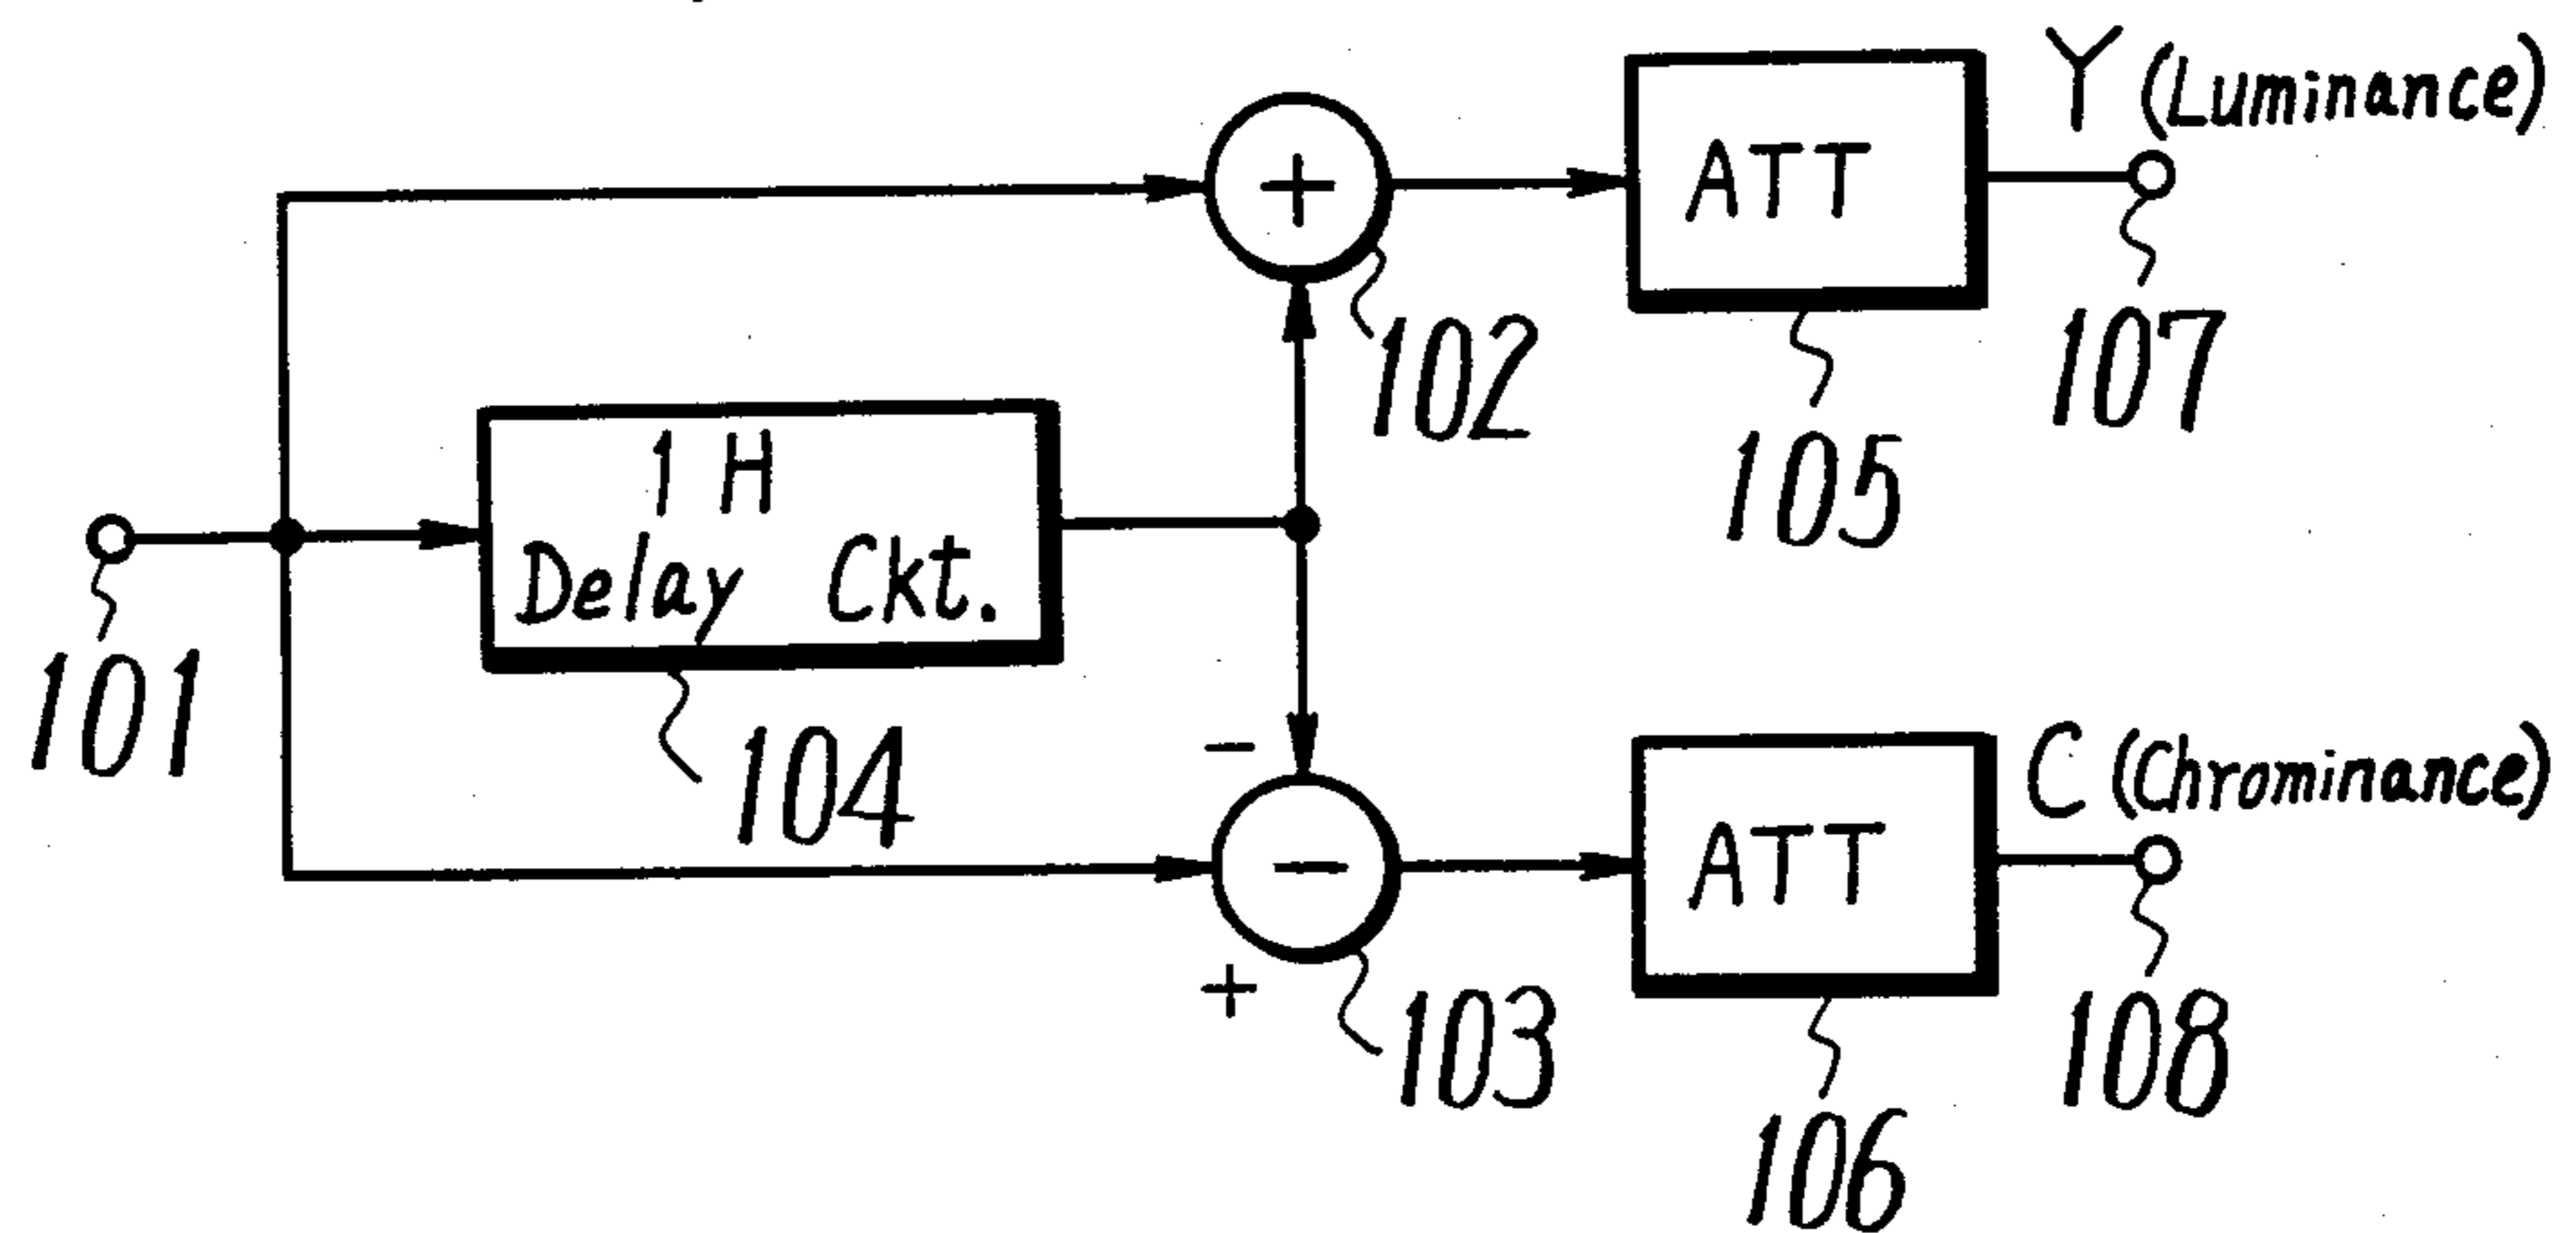 Y (Luminance)
+
ATT
102
107
1 H
Delay Ckt.
105
101
104
−
C (Chrominance)
−
ATT
+
103
108
106